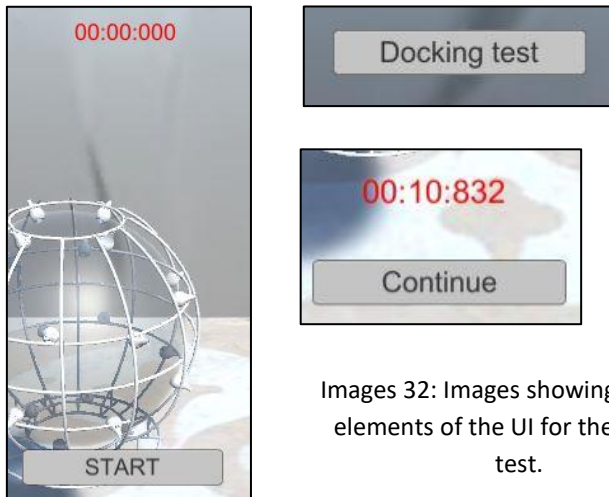 00:00:000
START
Docking test
00:10:832
Continue
Images 32: Images showing
elements of the UI for the
test.